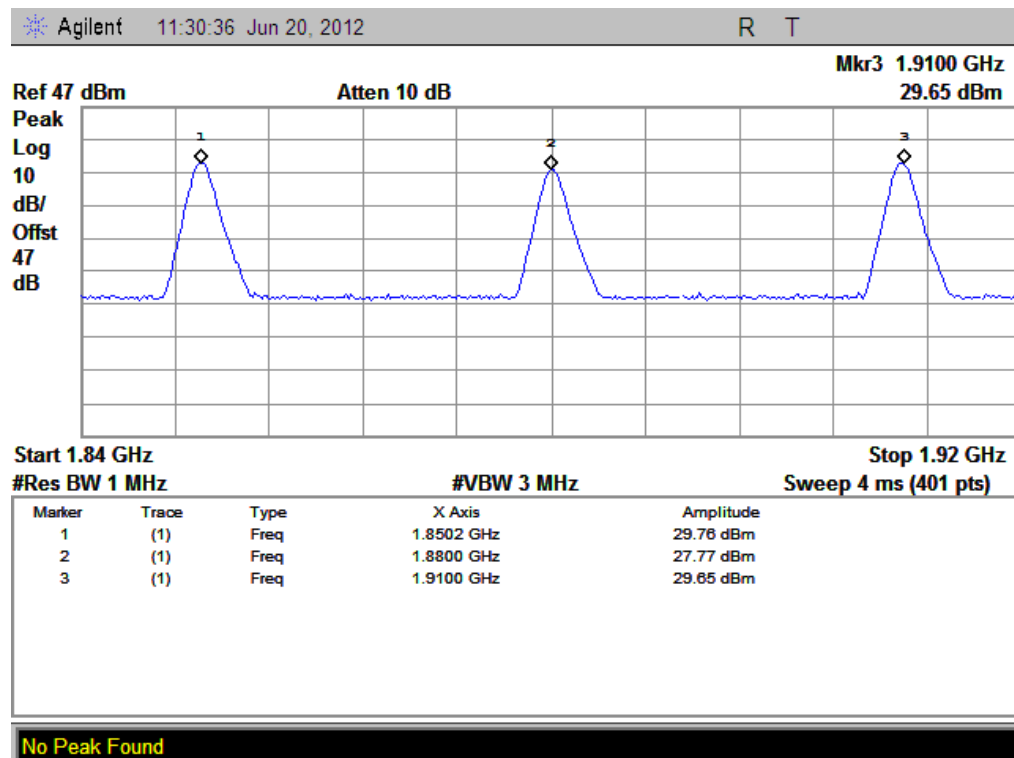 Agilent 11:30:36 Jun 20, 2012 R T
Mkr3 1.9100 GHz
Ref 47 dBm Atten 10 dB 29.65 dBm
Peak
Log
10
dB/
Offst
47
dB
1 2 3
Start 1.84 GHz Stop 1.92 GHz
#Res BW 1 MHz #VBW 3 MHz Sweep 4 ms (401 pts)
Marker Trace Type X Axis Amplitude
1 (1) Freq 1.8502 GHz 29.76 dBm
2 (1) Freq 1.8800 GHz 27.77 dBm
3 (1) Freq 1.9100 GHz 29.65 dBm
No Peak Found